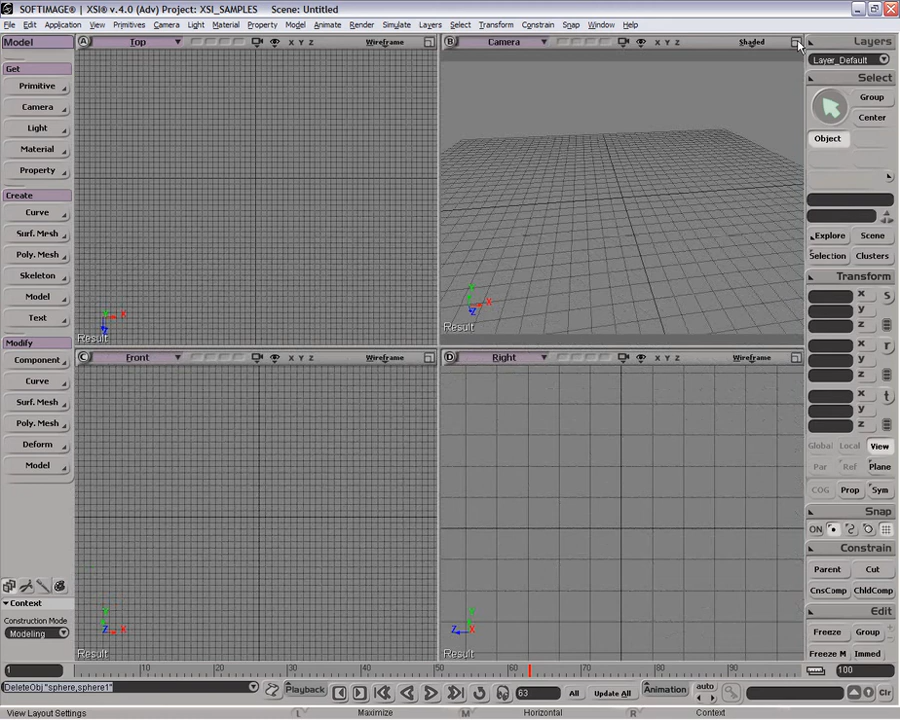 SOFTIMAGE® | XSI® v.4.0 (Adv) Project: XSI_SAMPLES    Scene: Untitled
File Edit Application View Primitives Camera Light Material Property Model Animate Render Simulate Layers Select Transform Constrain Snap Window Help
Model
Get
Primitive
Camera
Light
Material
Property
Create
Curve
Surf. Mesh
Poly. Mesh
Skeleton
Model
Text
Modify
Component
Curve
Surf. Mesh
Poly. Mesh
Deform
Model
Context
Construction Mode
Modeling
A Top X Y Z Wireframe
Y X
Z
Result
B Camera X Y Z Shaded
Y
X
Z
Result
C Front X Y Z Wireframe
Y
Z X
Result
D Right X Y Z Wireframe
Y
Z X
Result
Layers
Layer_Default
Select
Group
Center
Object
Explore Scene
Selection Clusters
Transform
x s
y
z
x r
y
z
x t
y
z
Global Local View
Par Ref Plane
COG Prop Sym
Snap
ON
Constrain
Parent Cut
CnsComp ChldComp
Edit
Freeze Group
Freeze M Immed
1 10 20 30 40 50 60 70 80 90 100
DeleteObj "sphere,sphere1" Playback 63 All Update All Animation auto Clr
View Layout Settings L Maximize M Horizontal R Context